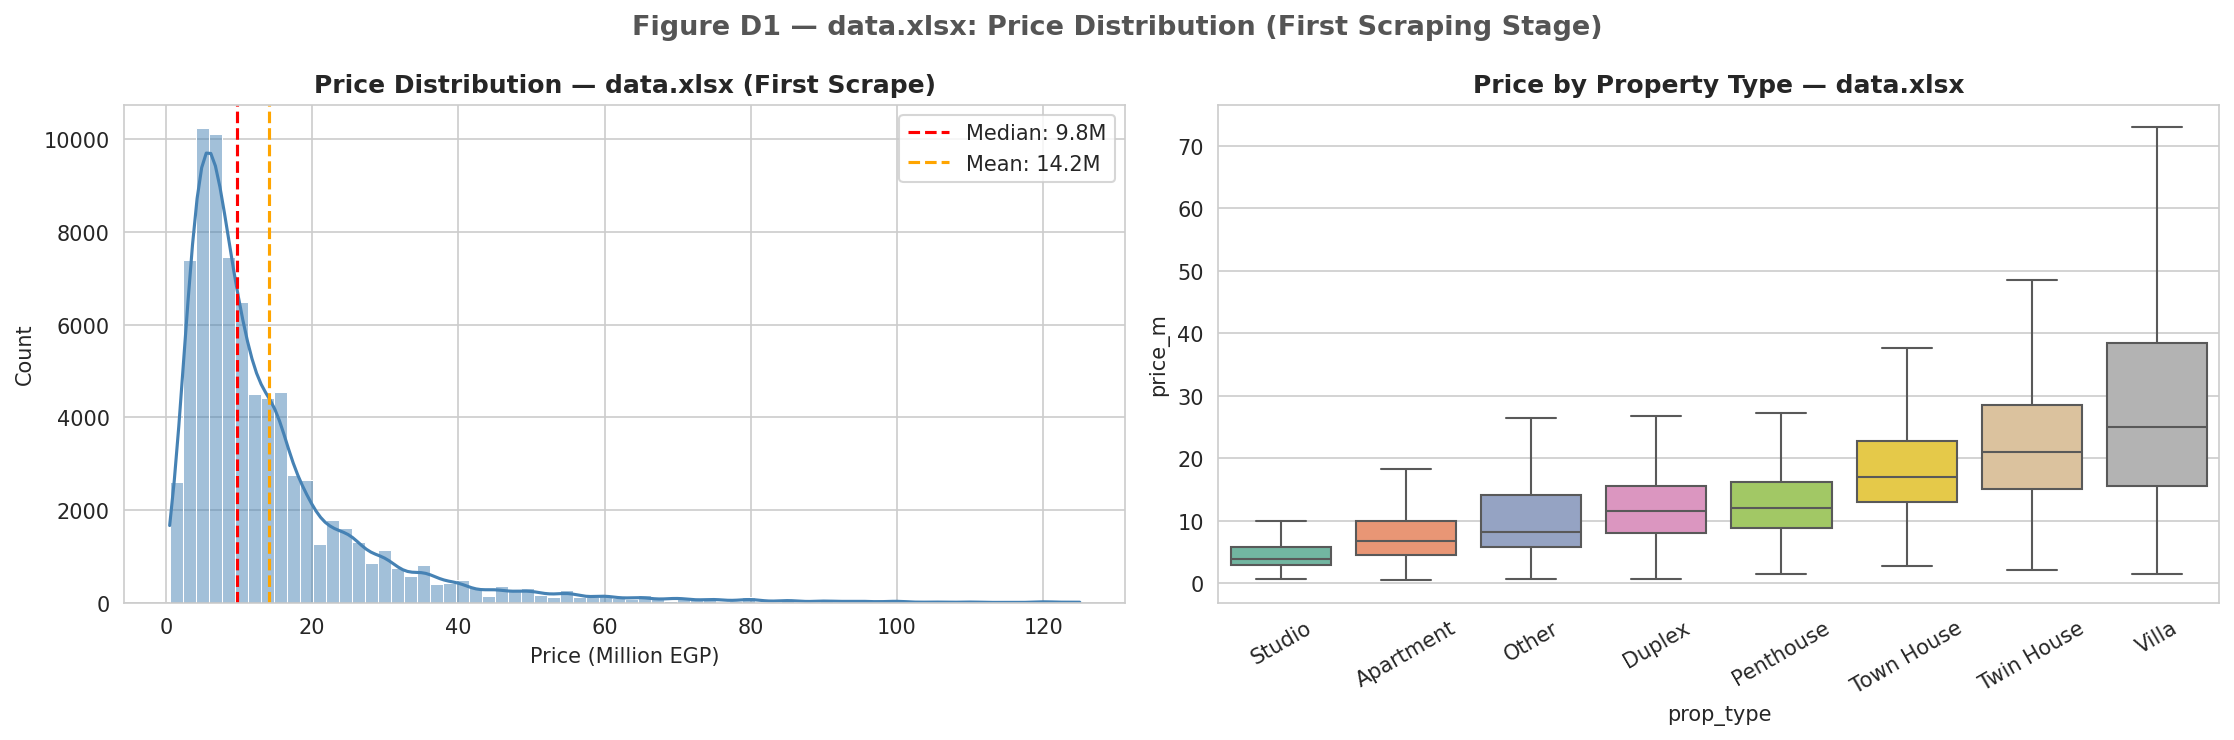 Figure D1 — data.xlsx: Price Distribution (First Scraping Stage)
Price Distribution — data.xlsx (First Scrape)
Median: 9.8M
Mean: 14.2M
Count
10000
8000
6000
4000
2000
0
0 20 40 60 80 100 120
Price (Million EGP)
Price by Property Type — data.xlsx
price_m
70
60
50
40
30
20
10
0
Studio Apartment Other Duplex Penthouse Town House Twin House Villa
prop_type